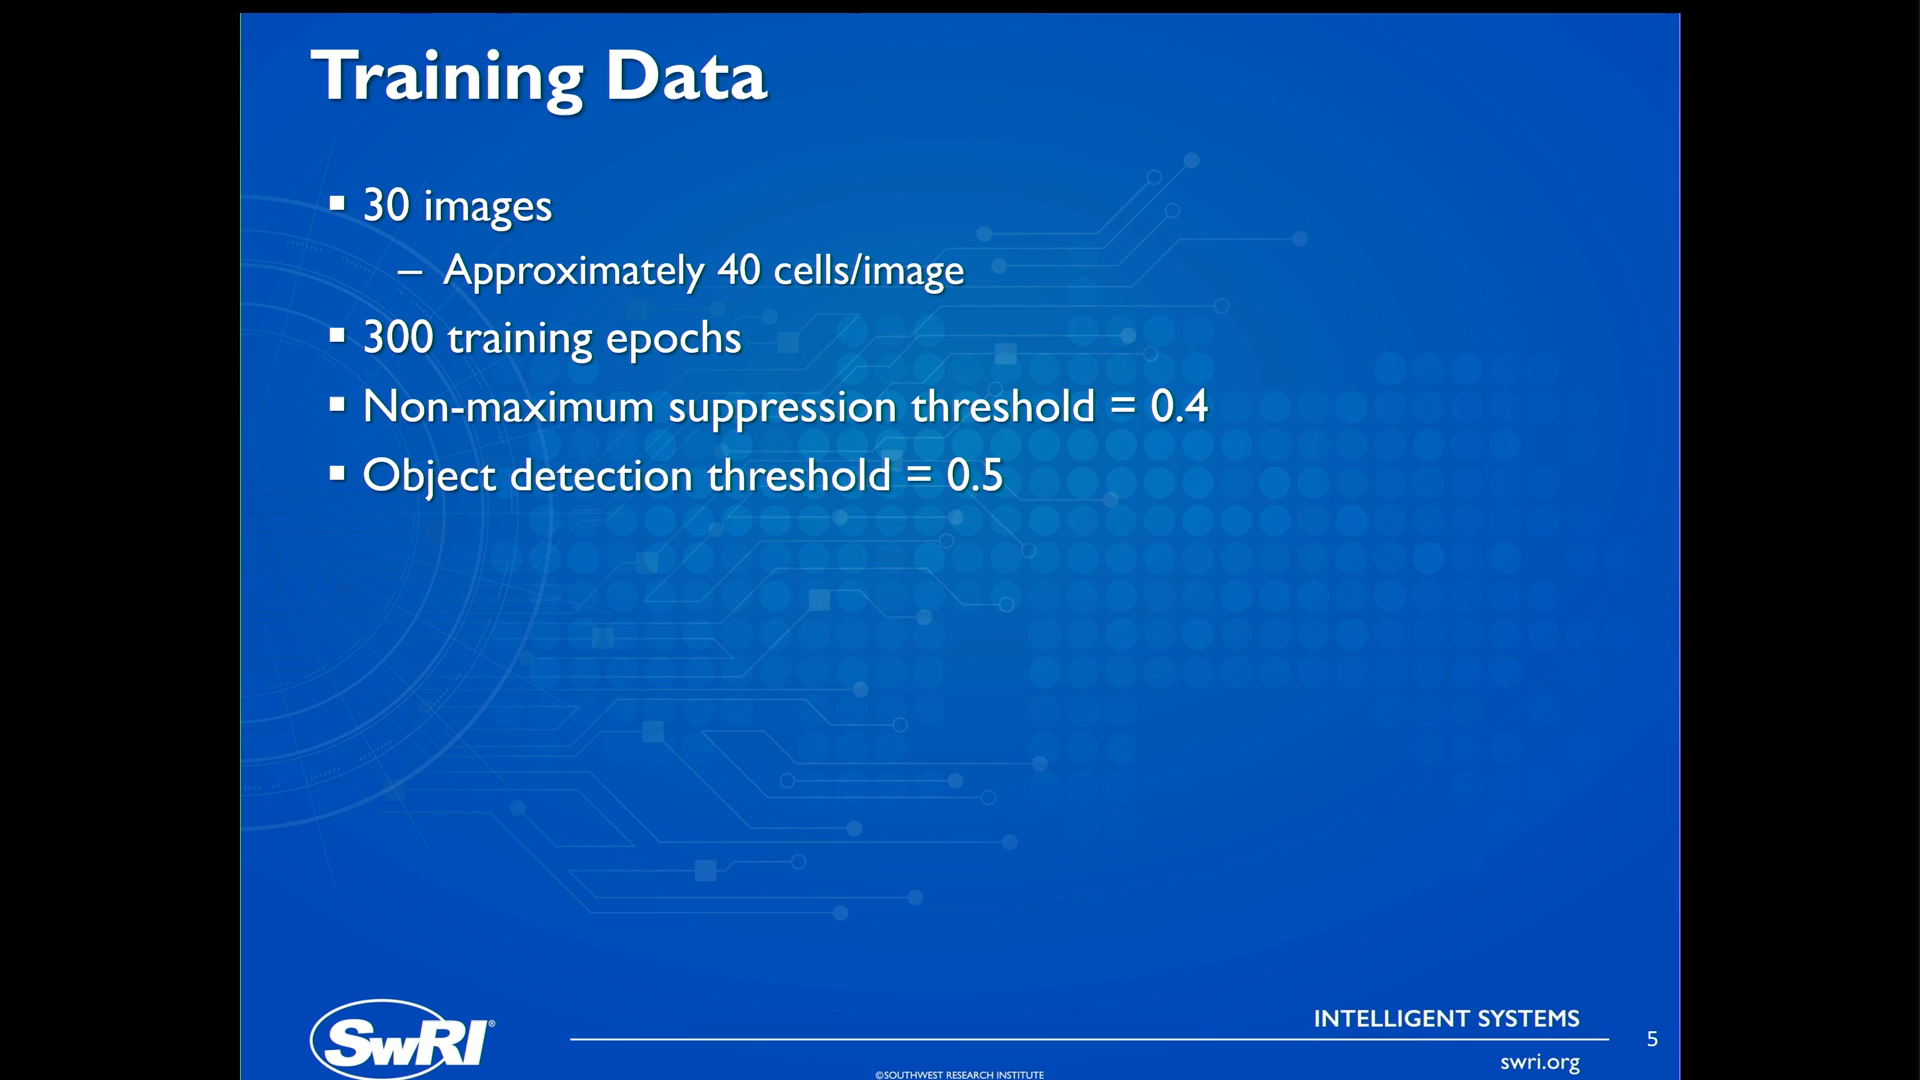 Training Data
▪ 30 images
– Approximately 40 cells/image
▪ 300 training epochs
▪ Non-maximum suppression threshold = 0.4
▪ Object detection threshold = 0.5
SwRI®
INTELLIGENT SYSTEMS
5
swri.org
©SOUTHWEST RESEARCH INSTITUTE